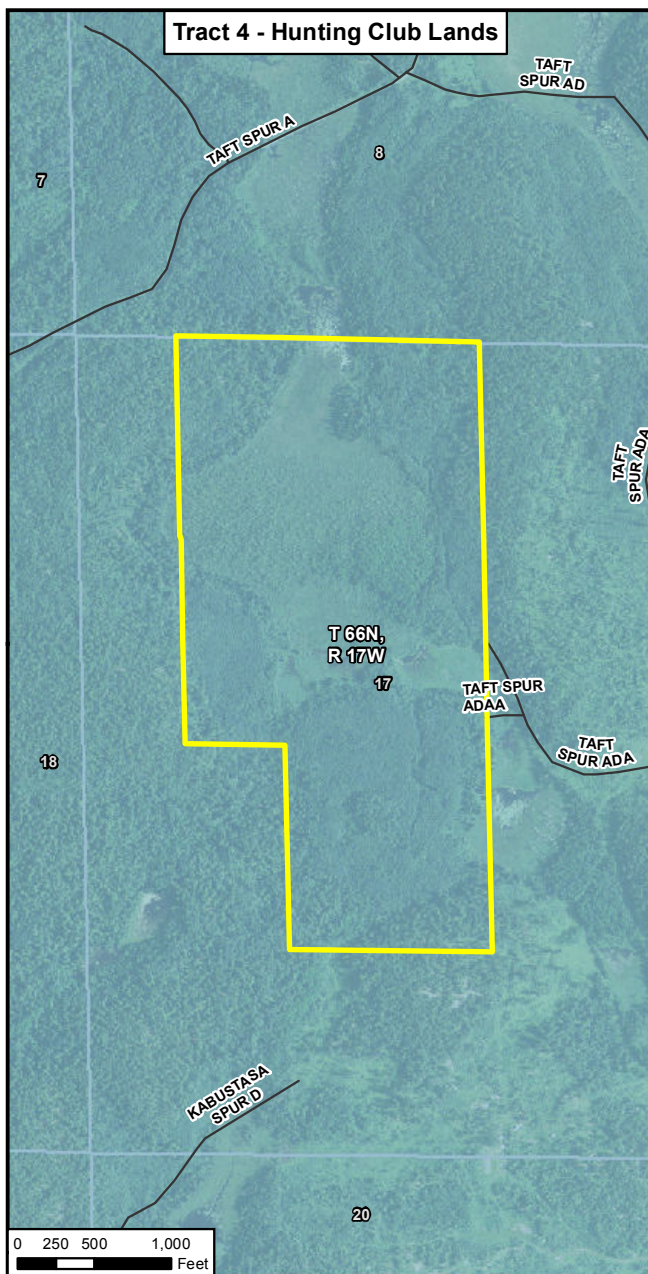 Tract 4 - Hunting Club Lands
TAFT
SPUR AD
TAFT SPUR A
8
7
TAFT
SPUR ADA
T 66N,
R 17W
17
TAFT SPUR
ADAA
TAFT
SPUR ADA
18
KABUSTASA
SPUR D
20
0 250 500 1,000
Feet